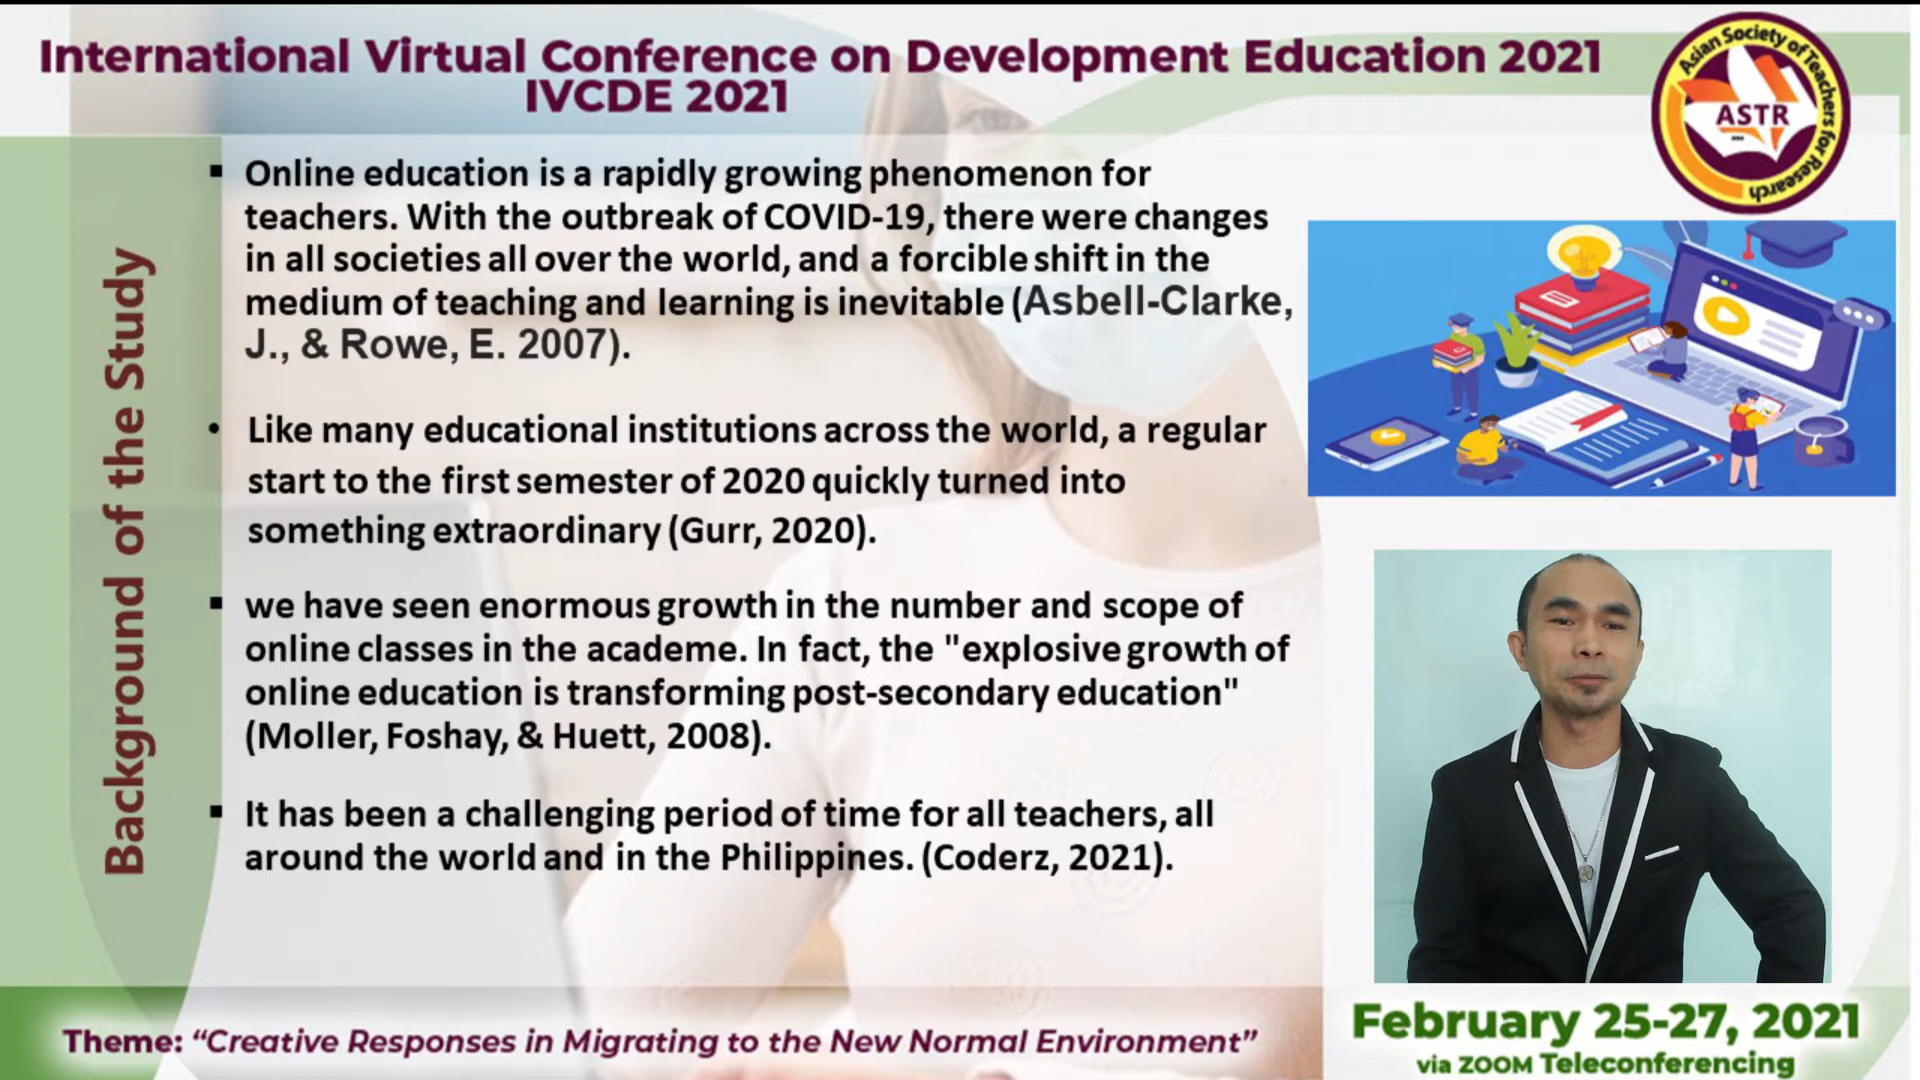 International Virtual Conference on Development Education 2021
IVCDE 2021
Asian Society of Teachers for Research
ASTR
Background of the Study
▪ Online education is a rapidly growing phenomenon for
teachers. With the outbreak of COVID-19, there were changes
in all societies all over the world, and a forcible shift in the
medium of teaching and learning is inevitable (Asbell-Clarke,
J., & Rowe, E. 2007).
• Like many educational institutions across the world, a regular
start to the first semester of 2020 quickly turned into
something extraordinary (Gurr, 2020).
▪ we have seen enormous growth in the number and scope of
online classes in the academe. In fact, the "explosive growth of
online education is transforming post-secondary education"
(Moller, Foshay, & Huett, 2008).
▪ It has been a challenging period of time for all teachers, all
around the world and in the Philippines. (Coderz, 2021).
Theme: “Creative Responses in Migrating to the New Normal Environment”
February 25-27, 2021
via ZOOM Teleconferencing